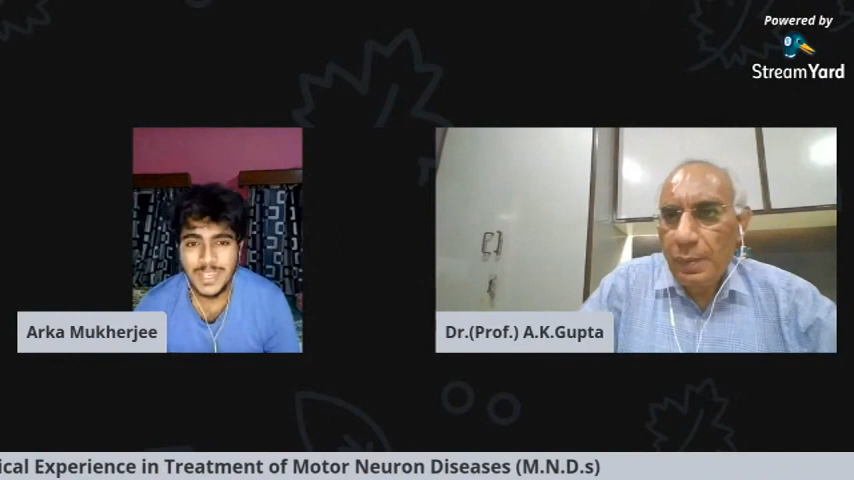 Powered by
StreamYard
Arka Mukherjee
Dr.(Prof.) A.K.Gupta
ical Experience in Treatment of Motor Neuron Diseases (M.N.D.s)